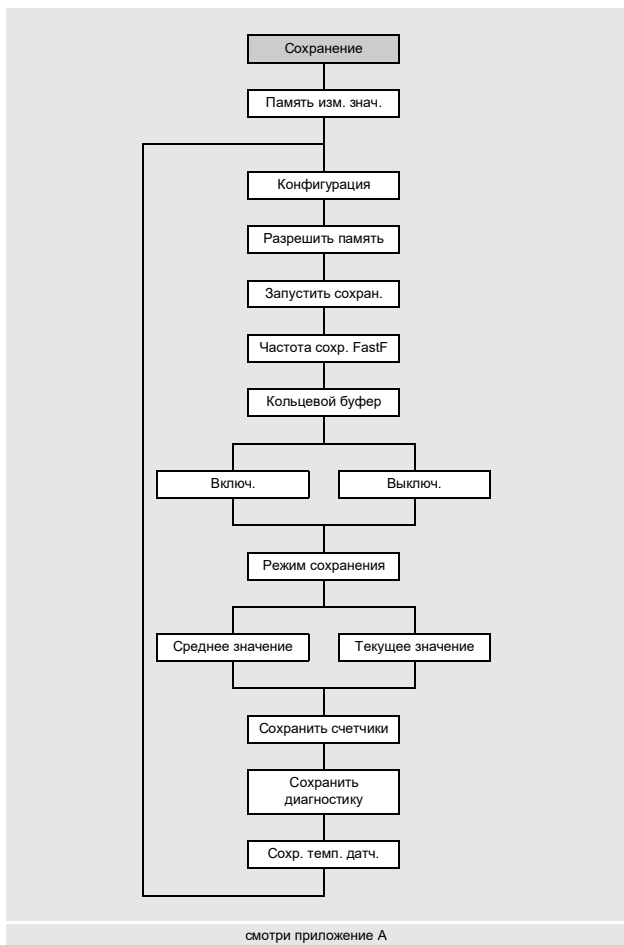 Сохранение
Память изм. знач.
Конфигурация
Разрешить память
Запустить сохран.
Частота сохр. FastF
Кольцевой буфер
Включ.
Выключ.
Режим сохранения
Среднее значение
Текущее значение
Сохранить счетчики
Сохранить
диагностику
Сохр. темп. датч.
смотри приложение А